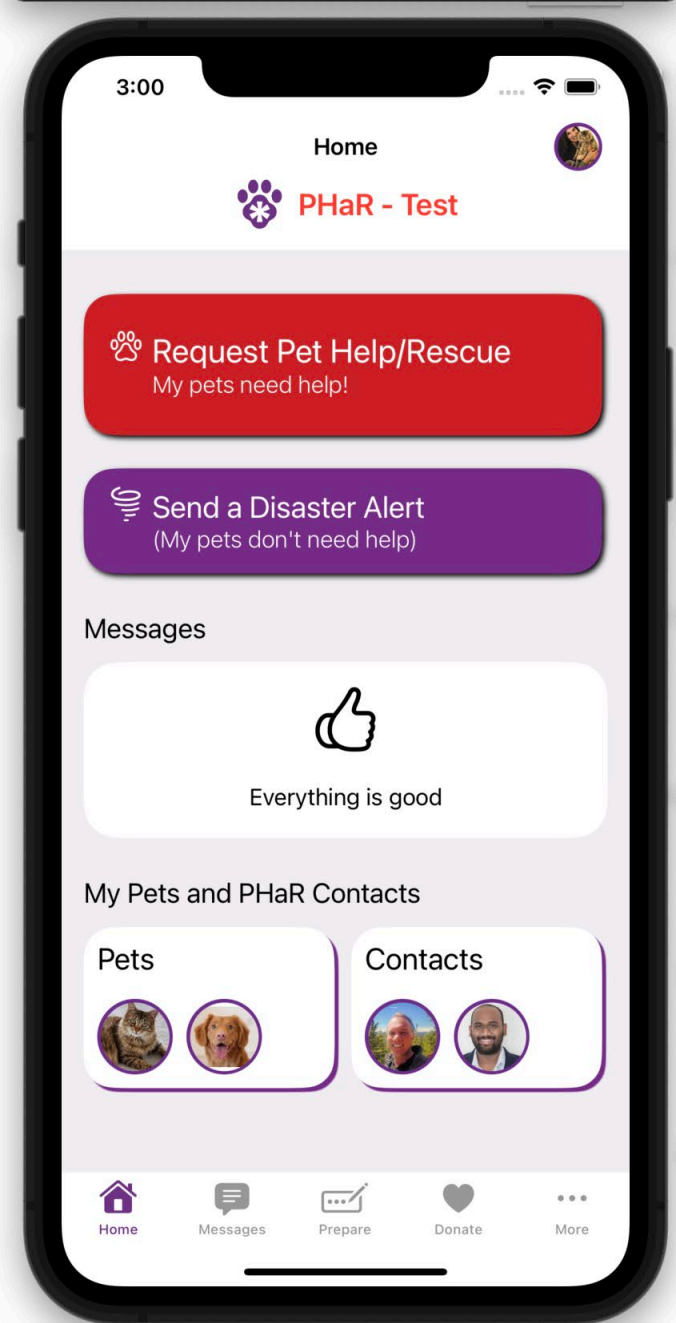 3:00
Home
PHaR - Test
Request Pet Help/Rescue
My pets need help!
Send a Disaster Alert
(My pets don't need help)
Messages
Everything is good
My Pets and PHaR Contacts
Pets
Contacts
Home
Messages
Prepare
Donate
More